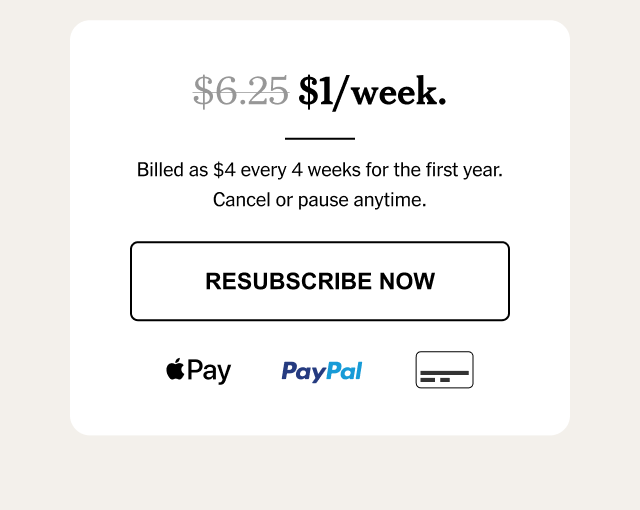 $6.25 $1/week.
Billed as $4 every 4 weeks for the first year.
Cancel or pause anytime.
RESUBSCRIBE NOW
Pay PayPal